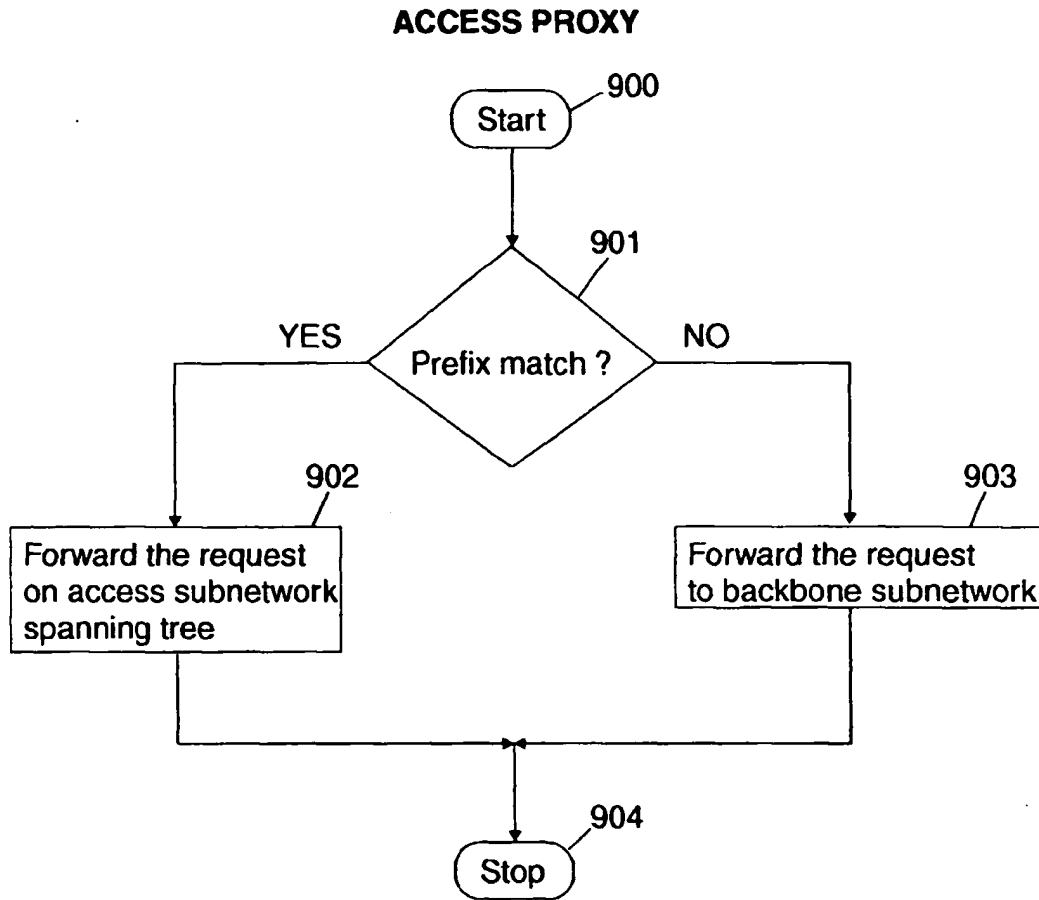 ACCESS PROXY
900
Start
901
YES
NO
Prefix match ?
902
903
Forward the request
on access subnetwork
spanning tree
Forward the request
to backbone subnetwork
904
Stop